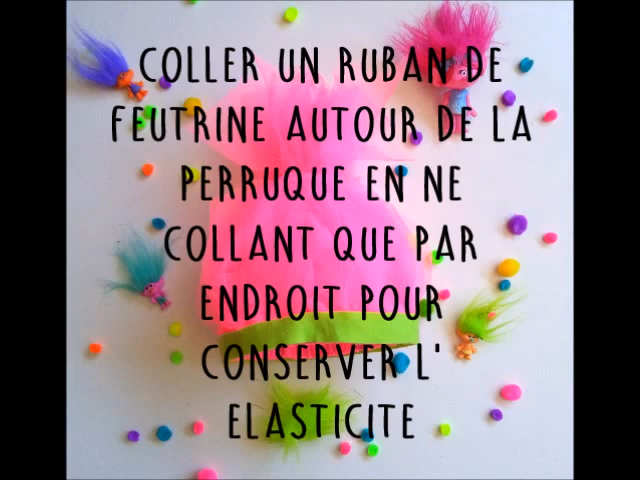 COLLER UN RUBAN DE
FEUTRINE AUTOUR DE LA
PERRUQUE EN NE
COLLANT QUE PAR
ENDROIT POUR
CONSERVER L'
ELASTICITE